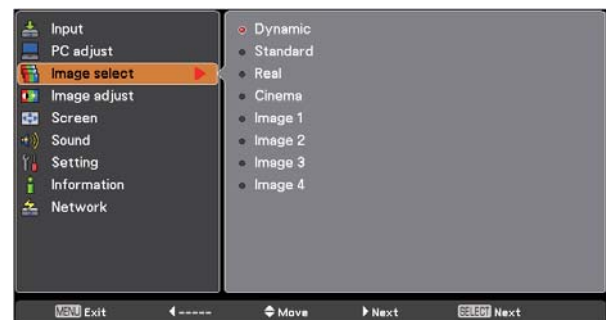 Input
PC adjust
Image select
Image adjust
Screen
Sound
Setting
Information
Network
Dynamic
Standard
Real
Cinema
Image 1
Image 2
Image 3
Image 4
MENU Exit ◀ ----- Move ▶ Next SELECT Next